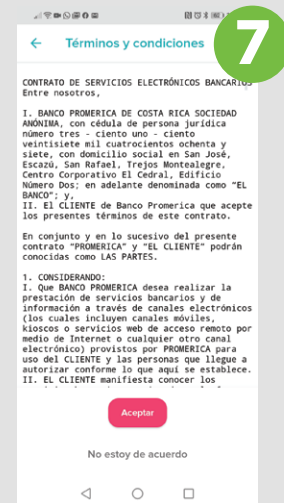 7
Términos y condiciones
CONTRATO DE SERVICIOS ELECTRÓNICOS BANCARIOS
Entre nosotros,
I. BANCO PROMERICA DE COSTA RICA SOCIEDAD
ANÓNIMA, con cédula de persona jurídica
número tres - ciento uno - ciento
veintisiete mil cuatrocientos ochenta y
siete, con domicilio social en San José,
Escazú, San Rafael, Trejos Montealegre,
Centro Corporativo El Cedral, Edificio
Número Dos; en adelante denominada como "EL
BANCO"; y,
II. El CLIENTE de Banco Promerica que acepte
los presentes términos de este contrato.
En conjunto y en lo sucesivo del presente
contrato "PROMERICA" y "EL CLIENTE" podrán
conocidas como LAS PARTES.
1. CONSIDERANDO:
I. Que BANCO PROMERICA desea realizar la
prestación de servicios bancarios y de
información a través de canales electrónicos
(los cuales incluyen canales móviles,
kioscos o servicios web de acceso remoto por
medio de Internet o cualquier otro canal
electrónico) provistos por PROMERICA para
uso del CLIENTE y las personas que llegue a
autorizar conforme lo que aquí se establece.
II. EL CLIENTE manifiesta conocer los
Aceptar
No estoy de acuerdo